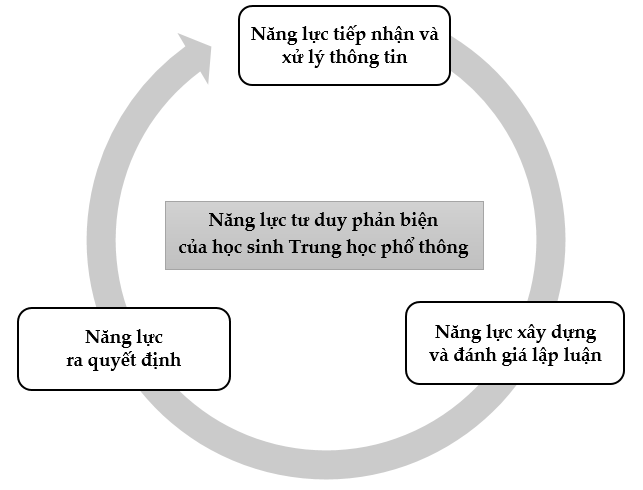 Năng lực tiếp nhận và
xử lý thông tin
Năng lực tư duy phản biện
của học sinh Trung học phổ thông
Năng lực xây dựng
và đánh giá lập luận
Năng lực
ra quyết định